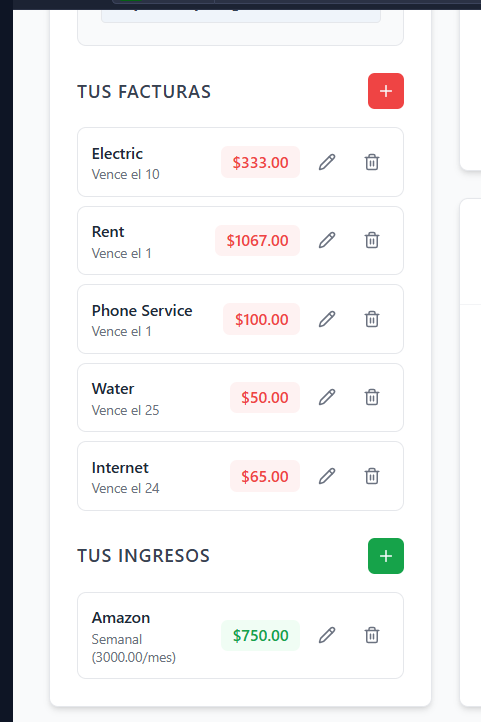 TUS FACTURAS
Electric
Vence el 10
$333.00
Rent
Vence el 1
$1067.00
Phone Service
Vence el 1
$100.00
Water
Vence el 25
$50.00
Internet
Vence el 24
$65.00
TUS INGRESOS
Amazon
Semanal
(3000.00/mes)
$750.00